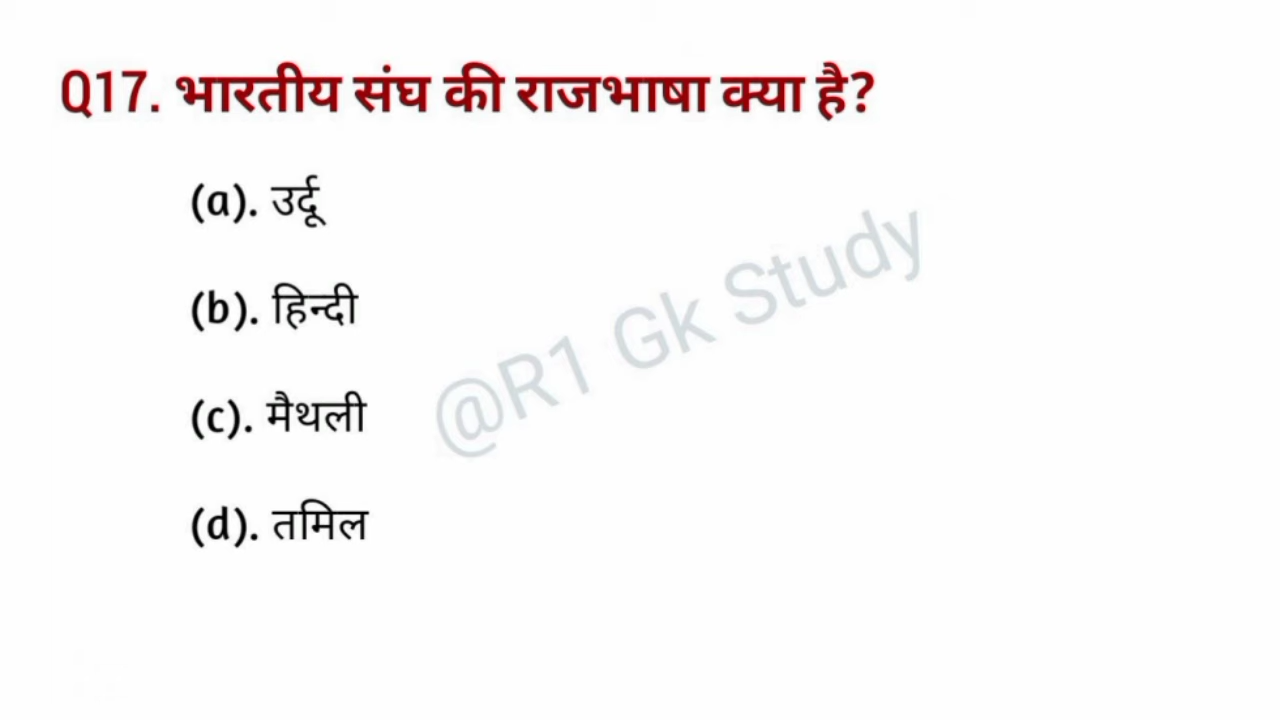 Q17. भारतीय संघ की राजभाषा क्या है?
(a). उर्दू
(b). हिन्दी
@R1 Gk Study
(c). मैथली
(d). तमिल